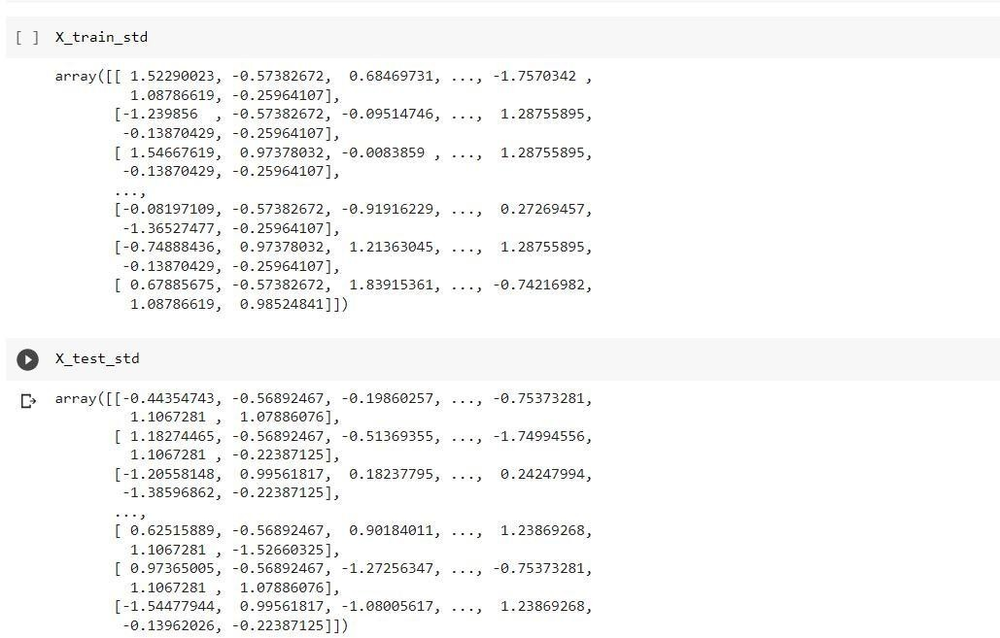 [ ] X_train_std
array([[ 1.52290023, -0.57382672, 0.68469731, ..., -1.7570342 ,
1.08786619, -0.25964107],
[-1.239856 , -0.57382672, -0.09514746, ..., 1.28755895,
-0.13870429, -0.25964107],
[ 1.54667619, 0.97378032, -0.0083859 , ..., 1.28755895,
-0.13870429, -0.25964107],
...,
[-0.08197109, -0.57382672, -0.91916229, ..., 0.27269457,
-1.36527477, -0.25964107],
[-0.74888436, 0.97378032, 1.21363045, ..., 1.28755895,
-0.13870429, -0.25964107],
[ 0.67885675, -0.57382672, 1.83915361, ..., -0.74216982,
1.08786619, 0.98524841]])
X_test_std
array([[-0.44354743, -0.56892467, -0.19860257, ..., -0.75373281,
1.1067281 , 1.07886076],
[ 1.18274465, -0.56892467, -0.51369355, ..., -1.74994556,
1.1067281 , -0.22387125],
[-1.20558148, 0.99561817, 0.18237795, ..., 0.24247994,
-1.38596862, -0.22387125],
...,
[ 0.62515889, -0.56892467, 0.90184011, ..., 1.23869268,
1.1067281 , -1.52660325],
[ 0.97365005, -0.56892467, -1.27256347, ..., -0.75373281,
1.1067281 , 1.07886076],
[-1.54477944, 0.99561817, -1.08005617, ..., 1.23869268,
-0.13962026, -0.22387125]])